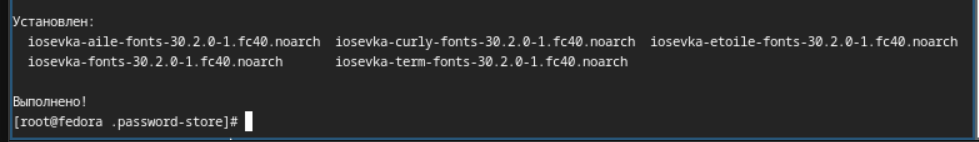 Установлен:
iosevka-aile-fonts-30.2.0-1.fc40.noarch iosevka-curly-fonts-30.2.0-1.fc40.noarch iosevka-etoile-fonts-30.2.0-1.fc40.noarch
iosevka-fonts-30.2.0-1.fc40.noarch iosevka-term-fonts-30.2.0-1.fc40.noarch
Выполнено!
[root@fedora .password-store]#